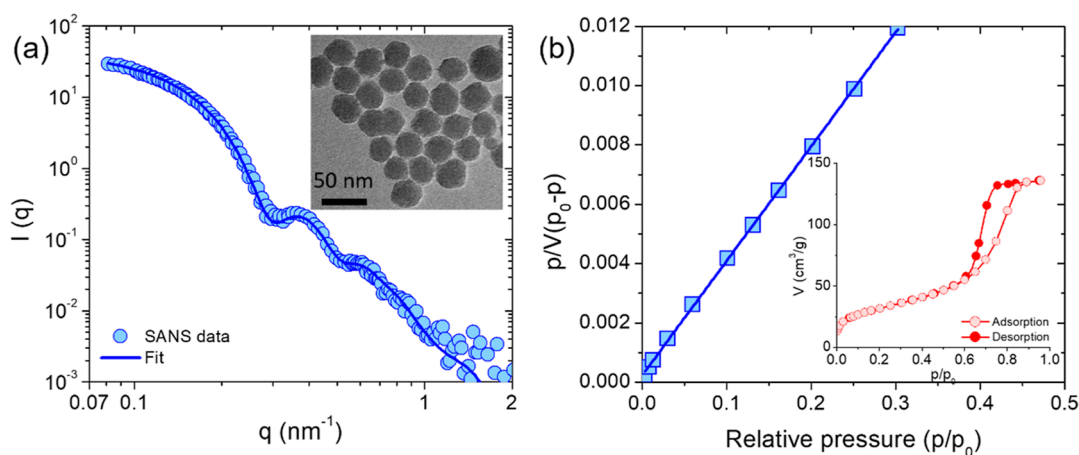 (a)
10²
10¹
10⁰
10⁻¹
10⁻²
10⁻³
I (q)
50 nm
SANS data
Fit
0.07 0.1 1 2
q (nm⁻¹)
(b)
0.012
0.010
0.008
0.006
0.004
0.002
0.000
p/V(p₀-p)
150
100
50
0
V (cm³/g)
Adsorption
Desorption
0.0 0.2 0.4 0.6 0.8 1.0
p/p₀
0.0 0.1 0.2 0.3 0.4 0.5
Relative pressure (p/p₀)